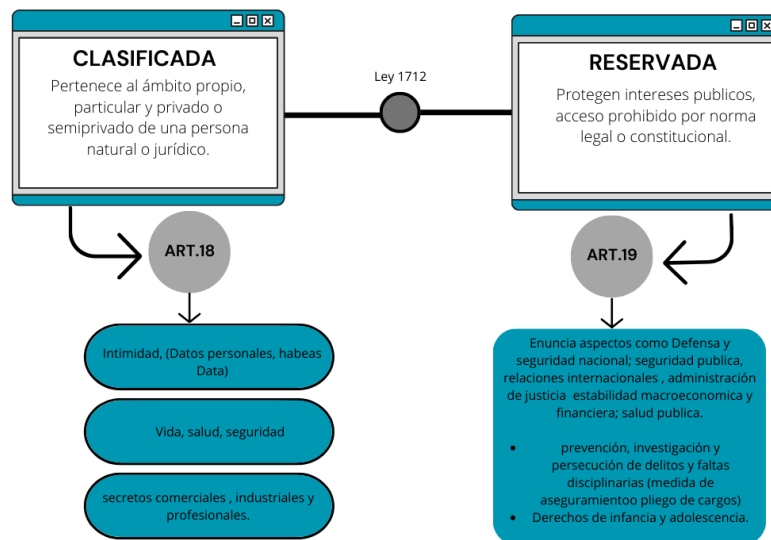 CLASIFICADA
Pertenece al ámbito propio,
particular y privado o
semiprivado de una persona
natural o jurídico.
Ley 1712
RESERVADA
Protegen intereses publicos,
acceso prohibido por norma
legal o constitucional.
ART.18
Intimidad, (Datos personales, habeas
Data)
Vida, salud, seguridad
secretos comerciales , industriales y
profesionales.
ART.19
Enuncia aspectos como Defensa y
seguridad nacional; seguridad publica,
relaciones internacionales , administración
de justicia estabilidad macroeconomica y
financiera; salud publica.
• prevención, investigación y
persecución de delitos y faltas
disciplinarias (medida de
aseguramientoo pliego de cargos)
• Derechos de infancia y adolescencia.